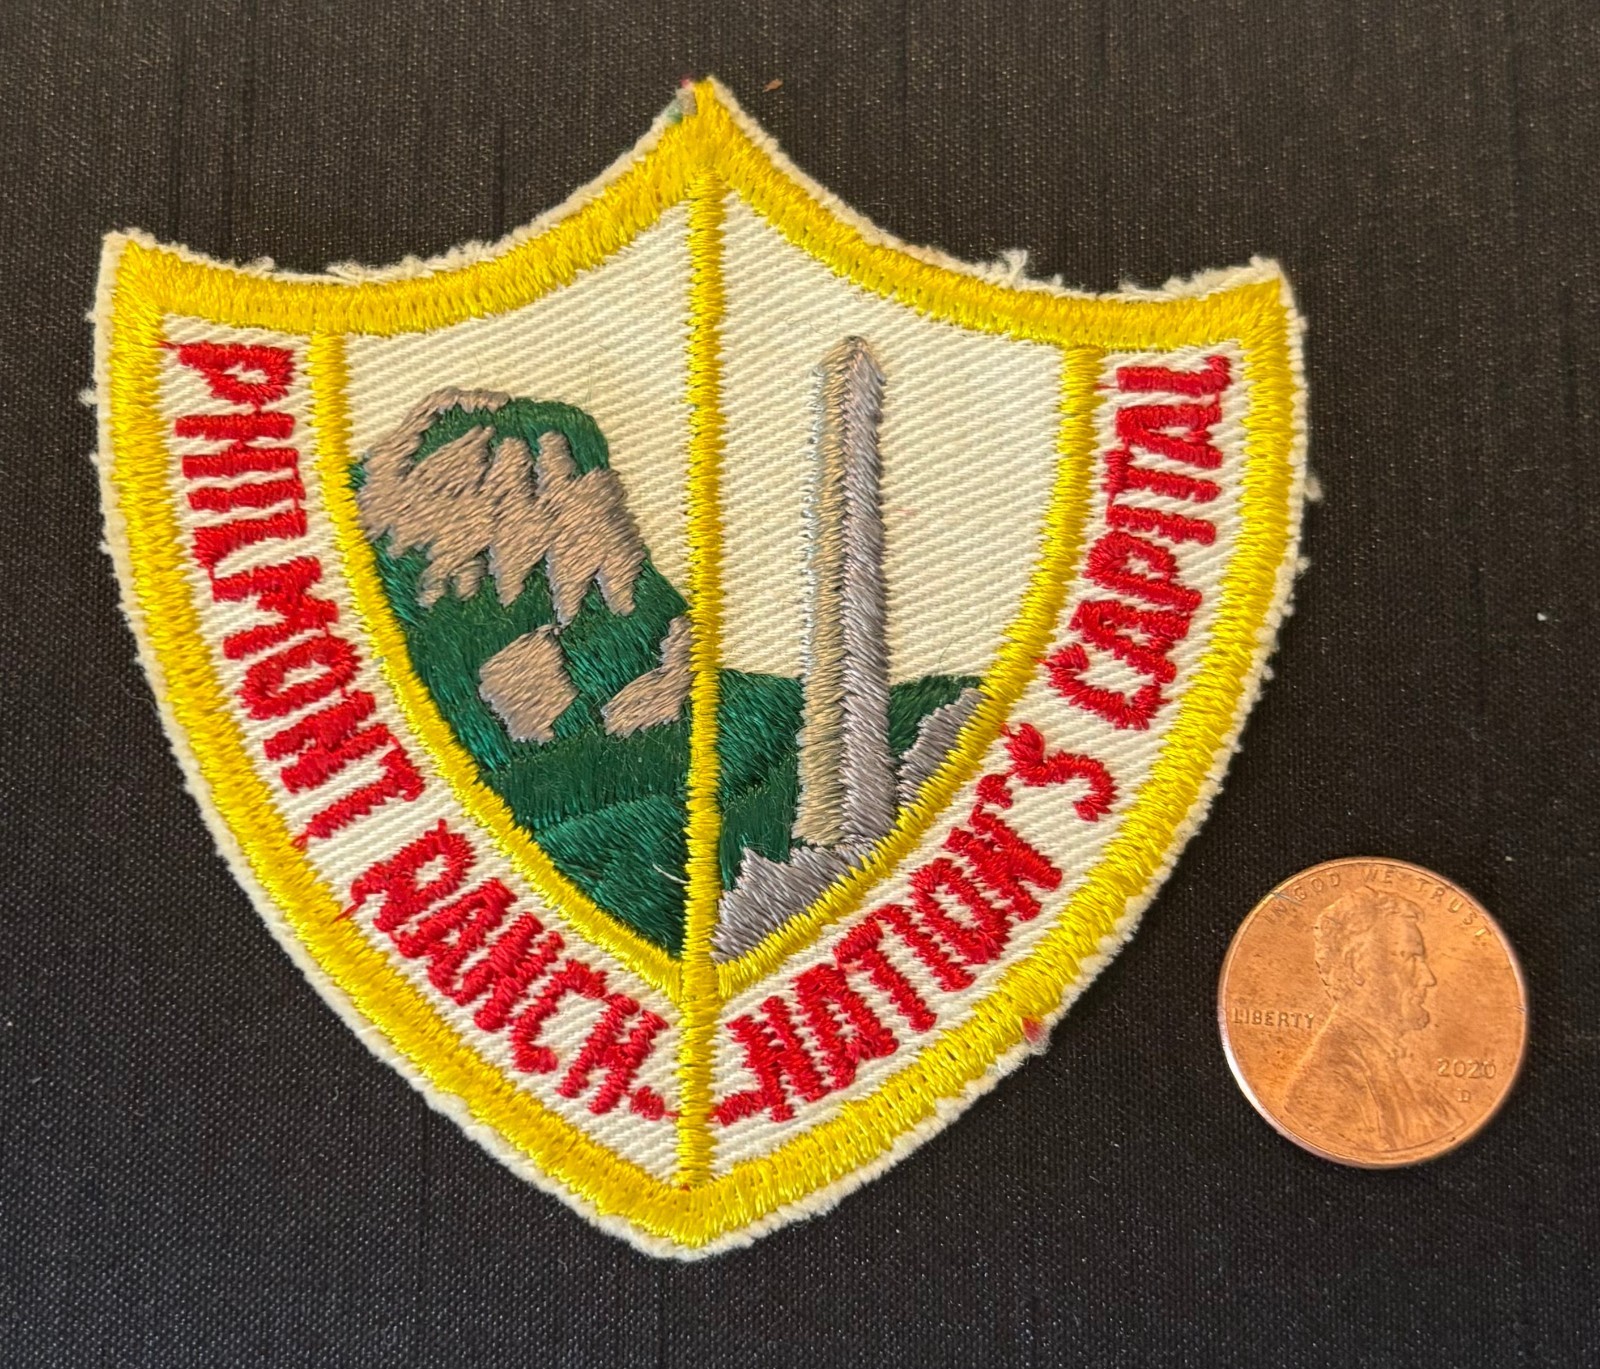 PHILMONT RANCH
NATION'S CAPITAL
IN GOD WE TRUST
LIBERTY
2020
D